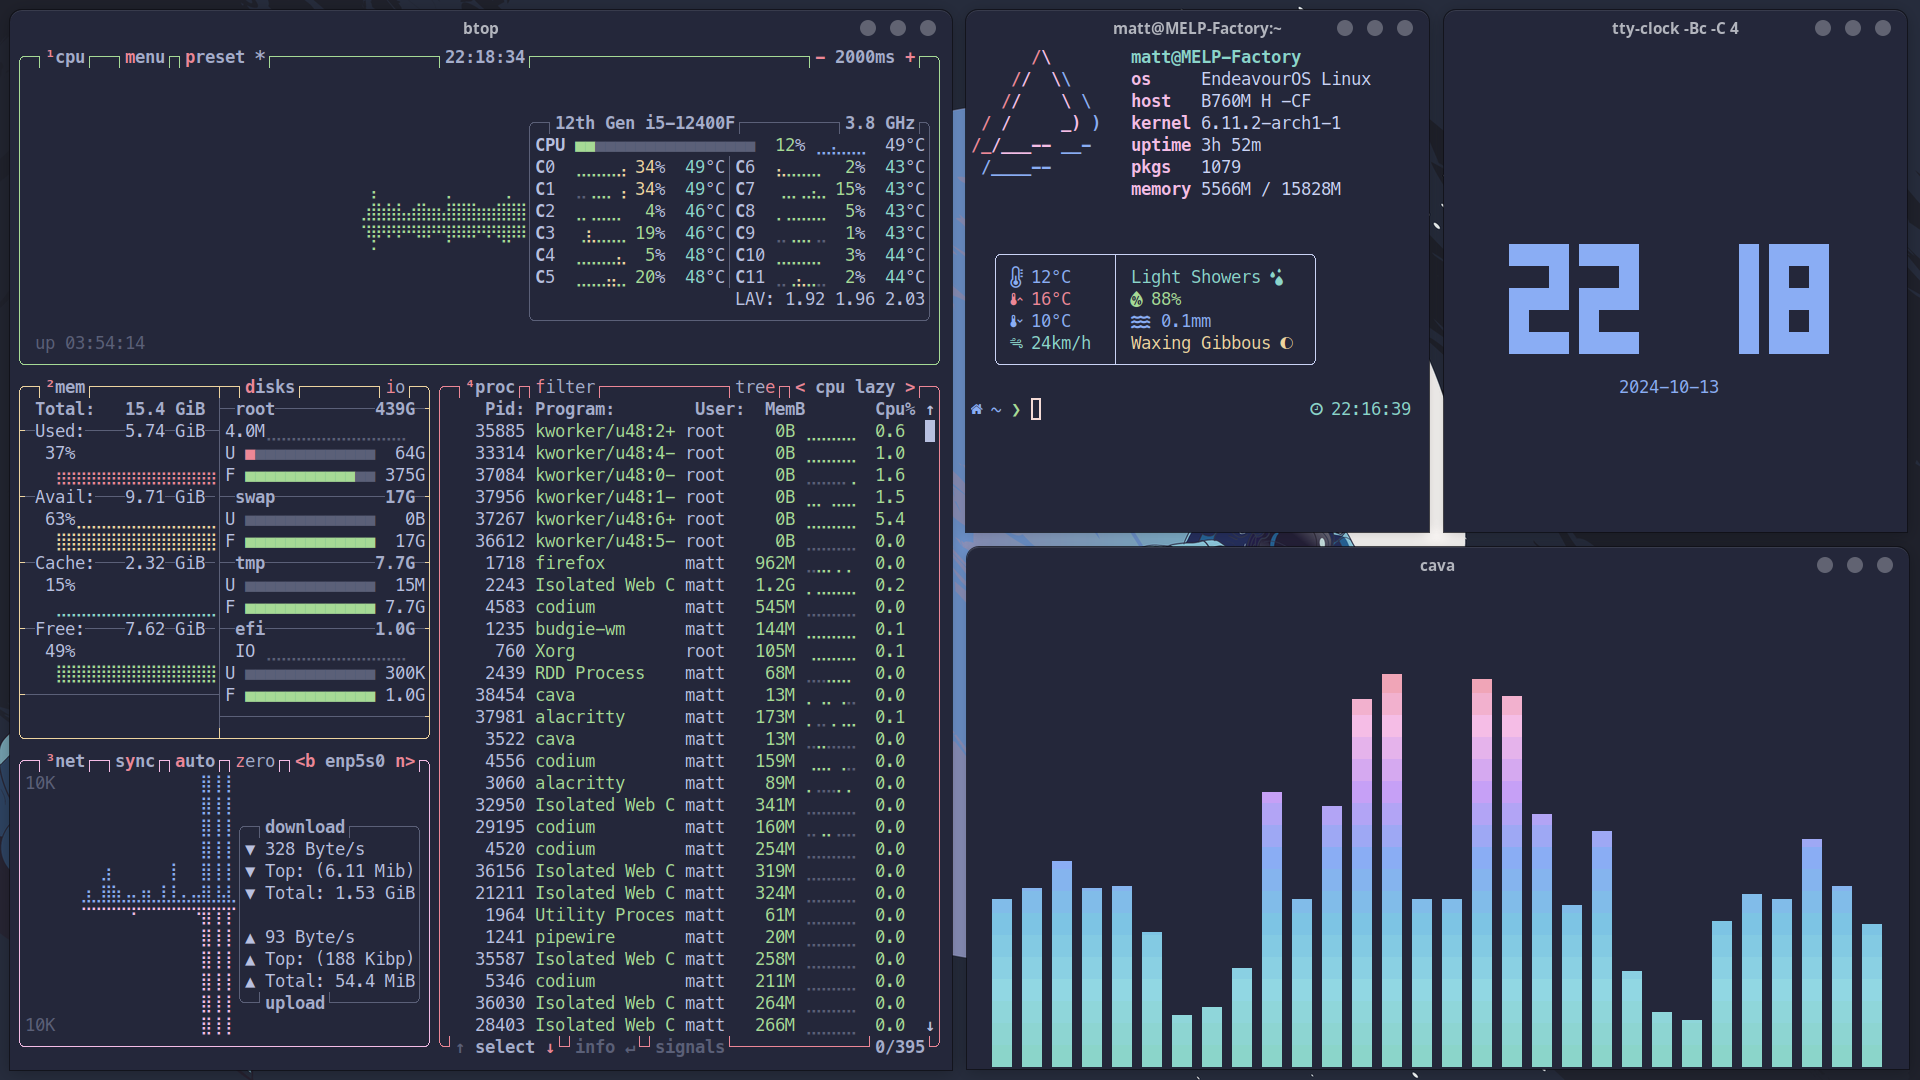 btop
¹cpu menu preset * 22:18:34 - 2000ms +
12th Gen i5-12400F 3.8 GHz
CPU 12% 49°C
C0 34% 49°C C6 2% 43°C
C1 34% 49°C C7 15% 43°C
C2 4% 46°C C8 5% 43°C
C3 19% 46°C C9 1% 43°C
C4 5% 48°C C10 3% 44°C
C5 20% 48°C C11 2% 44°C
LAV: 1.92 1.96 2.03
up 03:54:14
²mem disks io
Total: 15.4 GiB root 439G
Used: 5.74 GiB 4.0M
37% U 64G
F 375G
Avail: 9.71 GiB swap 17G
63% U 0B
F 17G
Cache: 2.32 GiB tmp 7.7G
15% U 15M
F 7.7G
Free: 7.62 GiB efi 1.0G
49% IO
U 300K
F 1.0G
³net sync auto zero <b enp5s0 n>
10K
download
▼ 328 Byte/s
▼ Top: (6.11 Mib)
▼ Total: 1.53 GiB
▲ 93 Byte/s
▲ Top: (188 Kibp)
▲ Total: 54.4 MiB
upload
10K
⁴proc filter tree < cpu lazy >
Pid: Program: User: MemB Cpu% ↑
35885 kworker/u48:2+ root 0B 0.6
33314 kworker/u48:4- root 0B 1.0
37084 kworker/u48:0- root 0B 1.6
37956 kworker/u48:1- root 0B 1.5
37267 kworker/u48:6+ root 0B 5.4
36612 kworker/u48:5- root 0B 0.0
1718 firefox matt 962M 0.0
2243 Isolated Web C matt 1.2G 0.2
4583 codium matt 545M 0.0
1235 budgie-wm matt 144M 0.1
760 Xorg root 105M 0.1
2439 RDD Process matt 68M 0.0
38454 cava matt 13M 0.0
37981 alacritty matt 173M 0.1
3522 cava matt 13M 0.0
4556 codium matt 159M 0.0
3060 alacritty matt 89M 0.0
32950 Isolated Web C matt 341M 0.0
29195 codium matt 160M 0.0
4520 codium matt 254M 0.0
36156 Isolated Web C matt 319M 0.0
21211 Isolated Web C matt 324M 0.0
1964 Utility Proces matt 61M 0.0
1241 pipewire matt 20M 0.0
35587 Isolated Web C matt 258M 0.0
5346 codium matt 211M 0.0
36030 Isolated Web C matt 264M 0.0
28403 Isolated Web C matt 266M 0.0 ↓
↑ select ↓ info ↵ signals 0/395
matt@MELP-Factory:~
matt@MELP-Factory
os EndeavourOS Linux
host B760M H -CF
kernel 6.11.2-arch1-1
uptime 3h 52m
pkgs 1079
memory 5566M / 15828M
12°C Light Showers
16°C 88%
10°C 0.1mm
24km/h Waxing Gibbous
~ ❯ 22:16:39
tty-clock -Bc -C 4
22 18
2024-10-13
cava